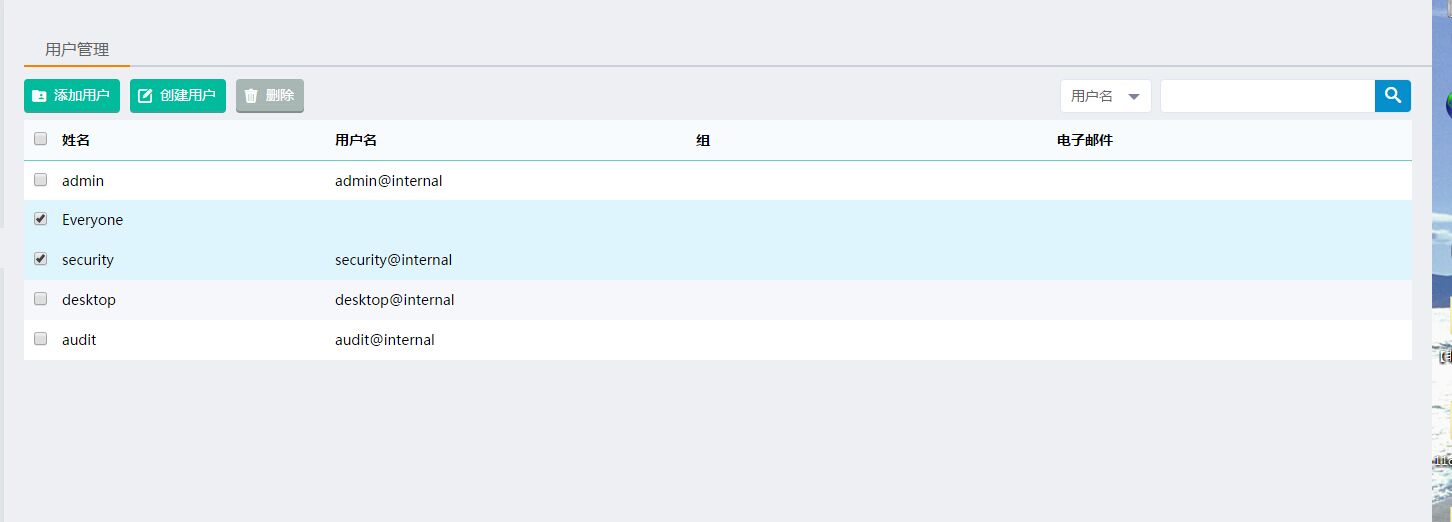 用户管理
添加用户 创建用户 删除 用户名
姓名 用户名 组 电子邮件
admin admin@internal
Everyone
security security@internal
desktop desktop@internal
audit audit@internal